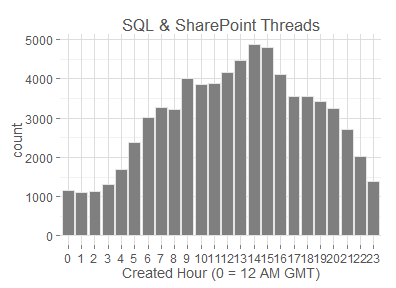 SQL & SharePoint Threads
5000
4000
3000
2000
1000
0
count
0 1 2 3 4 5 6 7 8 9 10 11 12 13 14 15 16 17 18 19 20 21 22 23
Created Hour (0 = 12 AM GMT)